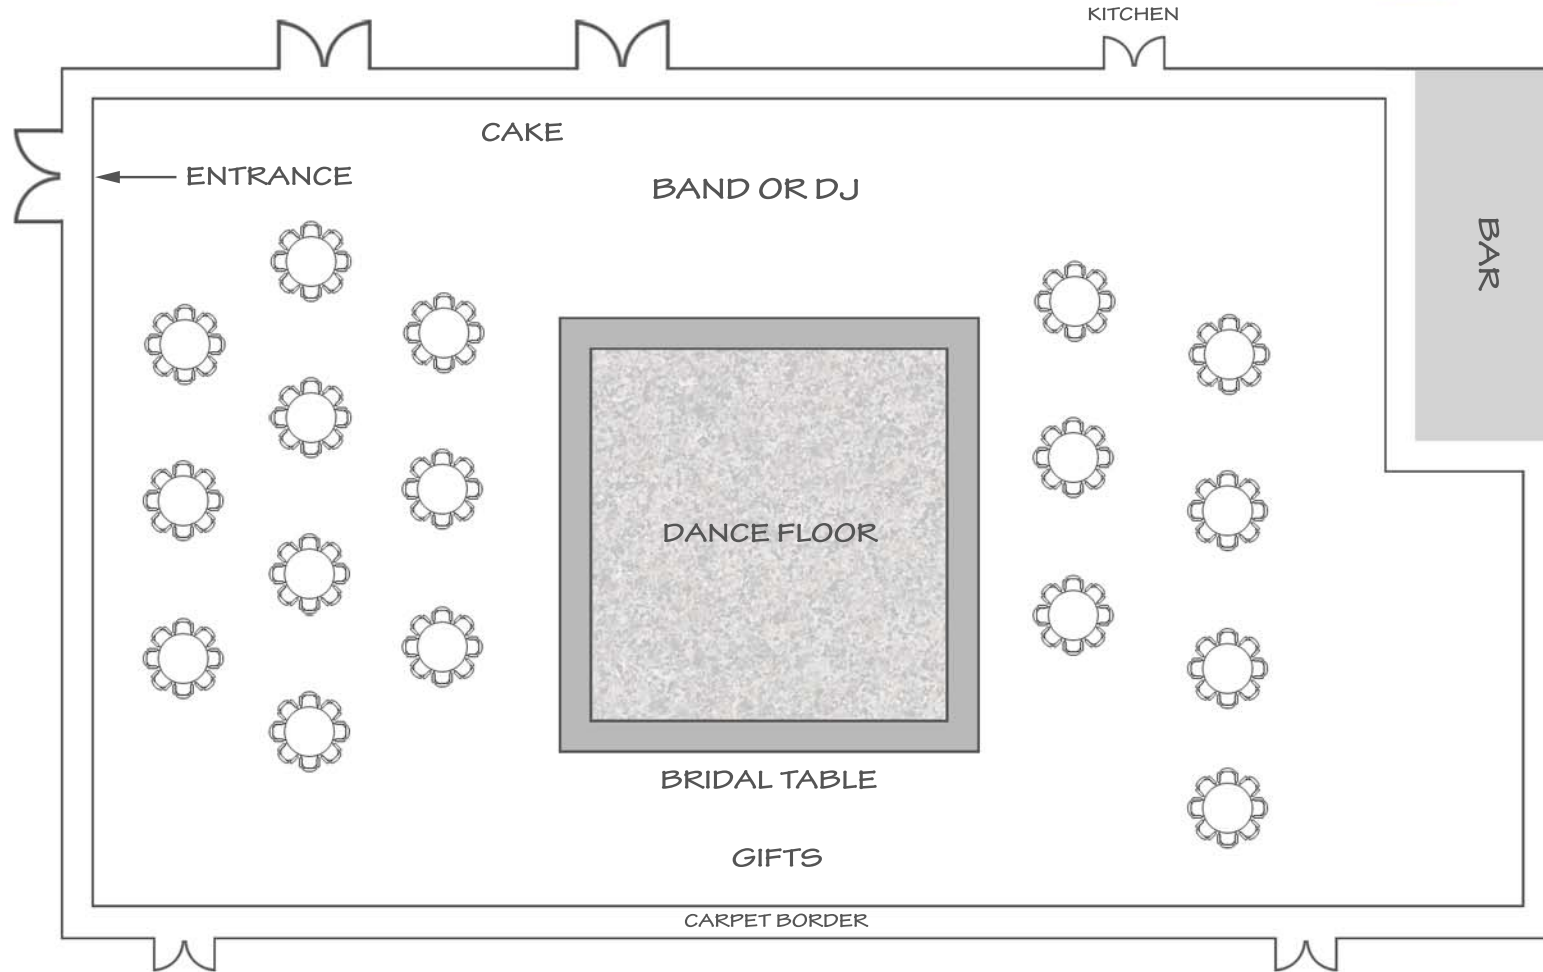 KITCHEN
CAKE
ENTRANCE
BAND OR DJ
BAR
DANCE FLOOR
BRIDAL TABLE
GIFTS
CARPET BORDER